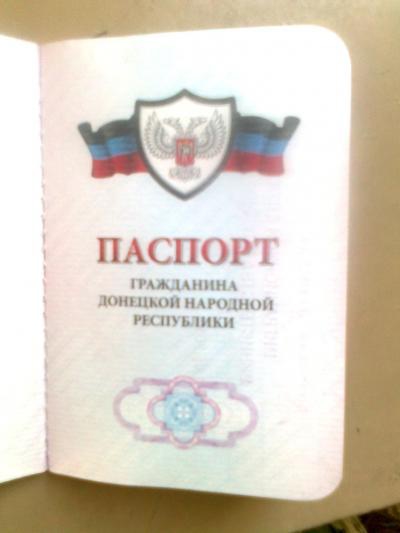 ПАСПОРТ
ГРАЖДАНИНА
ДОНЕЦКОЙ НАРОДНОЙ
РЕСПУБЛИКИ